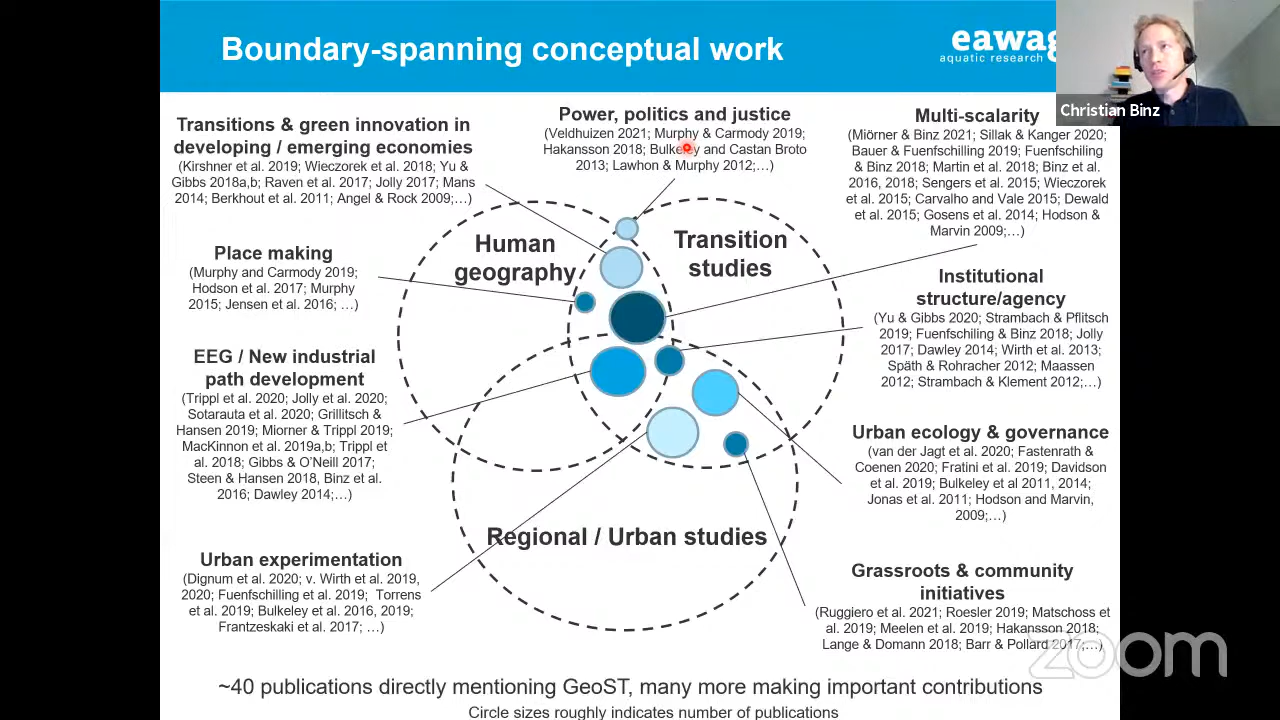 Boundary-spanning conceptual work
eawag
aquatic research
Christian Binz
Transitions & green innovation in
developing / emerging economies
(Kirshner et al. 2019; Wieczorek et al. 2018; Yu &
Gibbs 2018a,b; Raven et al. 2017; Jolly 2017; Mans
2014; Berkhout et al. 2011; Angel & Rock 2009;…)
Power, politics and justice
(Veldhuizen 2021; Murphy & Carmody 2019;
Hakansson 2018; Bulkeley and Castan Broto
2013; Lawhon & Murphy 2012;…)
Multi-scalarity
(Miörner & Binz 2021; Sillak & Kanger 2020;
Bauer & Fuenfschilling 2019; Fuenfschiling
& Binz 2018; Martin et al. 2018; Binz et al.
2016, 2018; Sengers et al. 2015; Wieczorek
et al. 2015; Carvalho and Vale 2015; Dewald
et al. 2015; Gosens et al. 2014; Hodson &
Marvin 2009;…)
Human
geography
Transition
studies
Place making
(Murphy and Carmody 2019;
Hodson et al. 2017; Murphy
2015; Jensen et al. 2016; …)
Institutional
structure/agency
(Yu & Gibbs 2020; Strambach & Pflitsch
2019; Fuenfschiling & Binz 2018; Jolly
2017; Dawley 2014; Wirth et al. 2013;
Späth & Rohracher 2012; Maassen
2012; Strambach & Klement 2012;…)
EEG / New industrial
path development
(Trippl et al. 2020; Jolly et al. 2020;
Sotarauta et al. 2020; Grillitsch &
Hansen 2019; Miorner & Trippl 2019;
MacKinnon et al. 2019a,b; Trippl et
al. 2018; Gibbs & O'Neill 2017;
Steen & Hansen 2018, Binz et al.
2016; Dawley 2014;…)
Urban ecology & governance
(van der Jagt et al. 2020; Fastenrath &
Coenen 2020; Fratini et al. 2019; Davidson
et al. 2019; Bulkeley et al 2011, 2014;
Jonas et al. 2011; Hodson and Marvin,
2009;…)
Regional / Urban studies
Urban experimentation
(Dignum et al. 2020; v. Wirth et al. 2019,
2020; Fuenfschilling et al. 2019; Torrens
et al. 2019; Bulkeley et al. 2016, 2019;
Frantzeskaki et al. 2017; …)
Grassroots & community
initiatives
(Ruggiero et al. 2021; Roesler 2019; Matschoss et
al. 2019; Meelen et al. 2019; Hakansson 2018;
Lange & Domann 2018; Barr & Pollard 2017;…)
zoom
~40 publications directly mentioning GeoST, many more making important contributions
Circle sizes roughly indicates number of publications